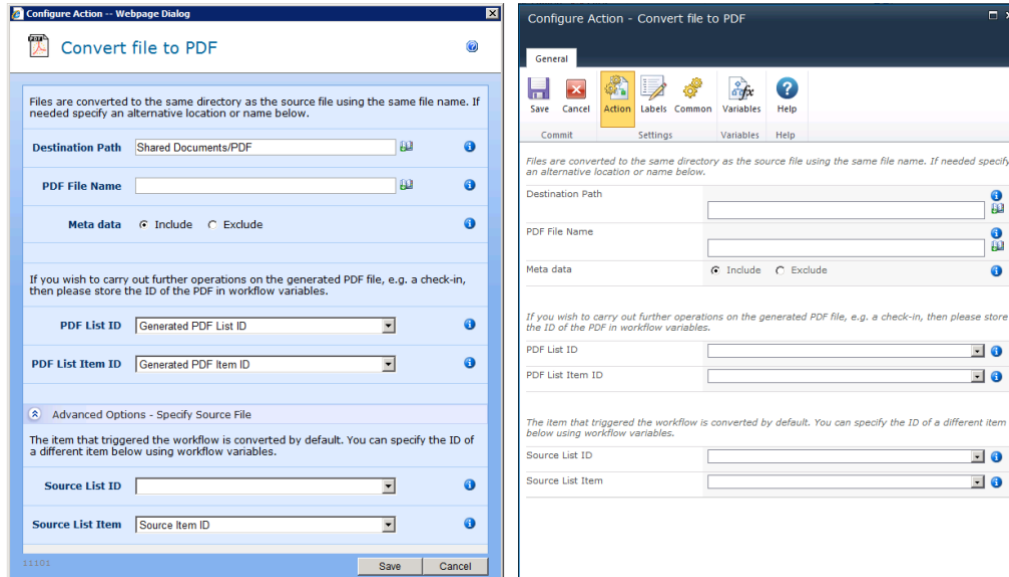 Configure Action -- Webpage Dialog
Convert file to PDF
Files are converted to the same directory as the source file using the same file name. If
needed specify an alternative location or name below.
Destination Path Shared Documents/PDF
PDF File Name
Meta data Include Exclude
If you wish to carry out further operations on the generated PDF file, e.g. a check-in,
then please store the ID of the PDF in workflow variables.
PDF List ID Generated PDF List ID
PDF List Item ID Generated PDF Item ID
Advanced Options - Specify Source File
The item that triggered the workflow is converted by default. You can specify the ID of
a different item below using workflow variables.
Source List ID
Source List Item Source Item ID
11101
Save Cancel
Configure Action - Convert file to PDF
General
Save Cancel Action Labels Common Variables Help
Commit Settings Variables Help
Files are converted to the same directory as the source file using the same file name. If needed specify
an alternative location or name below.
Destination Path
PDF File Name
Meta data Include Exclude
If you wish to carry out further operations on the generated PDF file, e.g. a check-in, then please store
the ID of the PDF in workflow variables.
PDF List ID
PDF List Item ID
The item that triggered the workflow is converted by default. You can specify the ID of a different item
below using workflow variables.
Source List ID
Source List Item